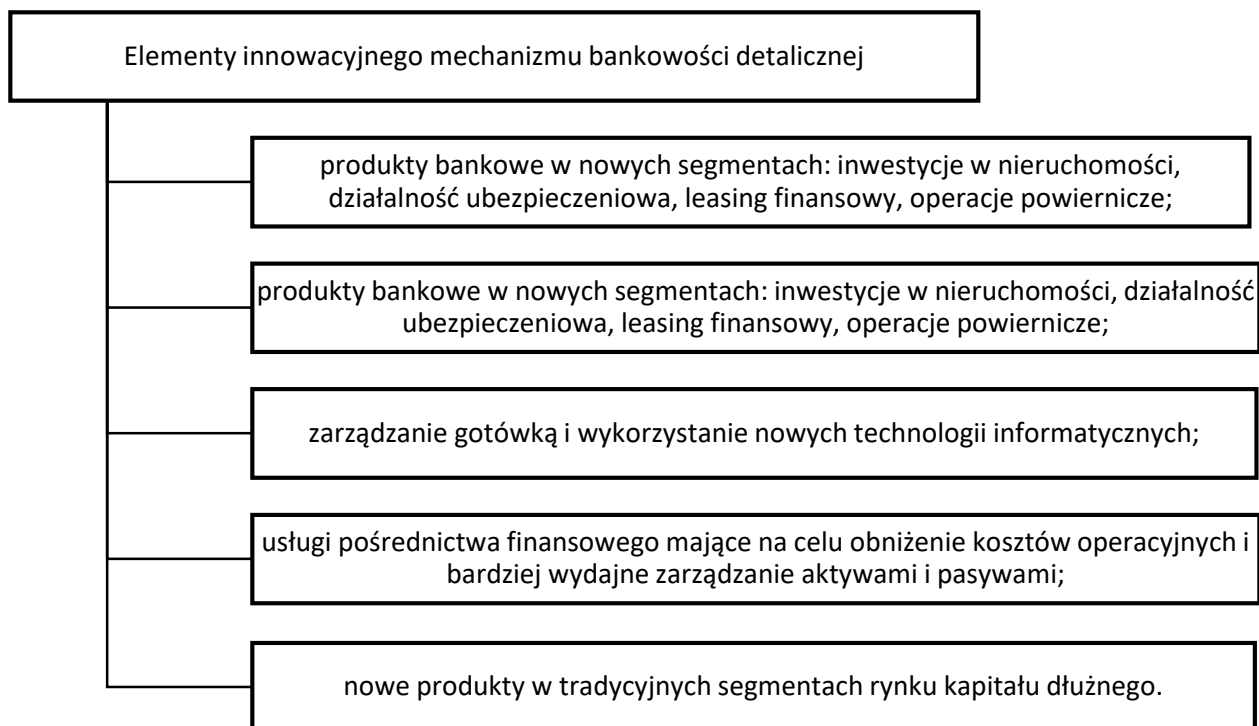 Elementy innowacyjnego mechanizmu bankowości detalicznej
produkty bankowe w nowych segmentach: inwestycje w nieruchomości,
działalność ubezpieczeniowa, leasing finansowy, operacje powiernicze;
produkty bankowe w nowych segmentach: inwestycje w nieruchomości, działalność
ubezpieczeniowa, leasing finansowy, operacje powiernicze;
zarządzanie gotówką i wykorzystanie nowych technologii informatycznych;
usługi pośrednictwa finansowego mające na celu obniżenie kosztów operacyjnych i
bardziej wydajne zarządzanie aktywami i pasywami;
nowe produkty w tradycyjnych segmentach rynku kapitału dłużnego.